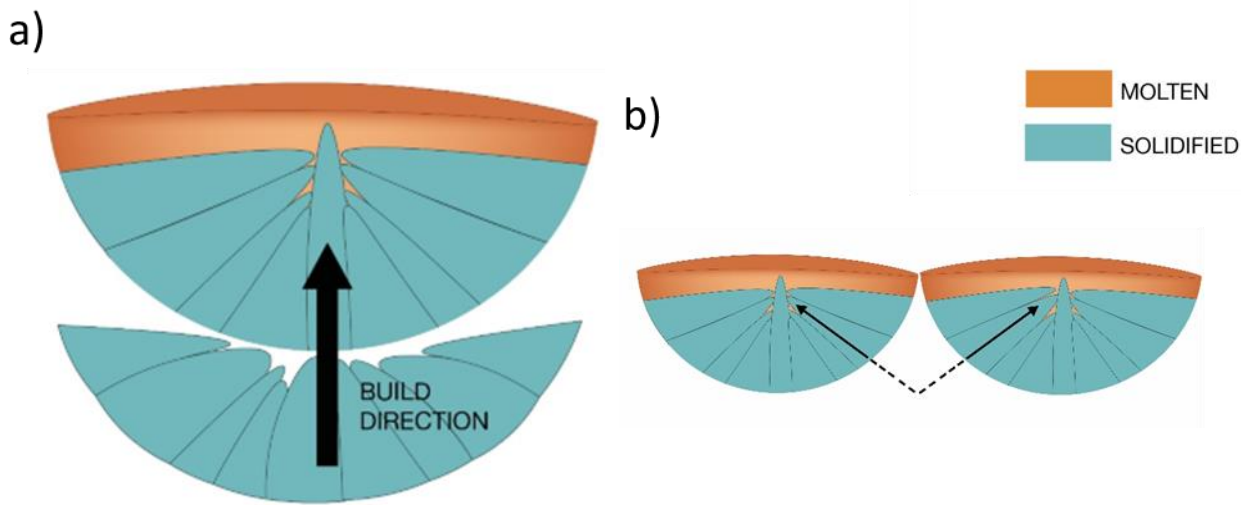 a)
b)
MOLTEN
SOLIDIFIED
BUILD
DIRECTION